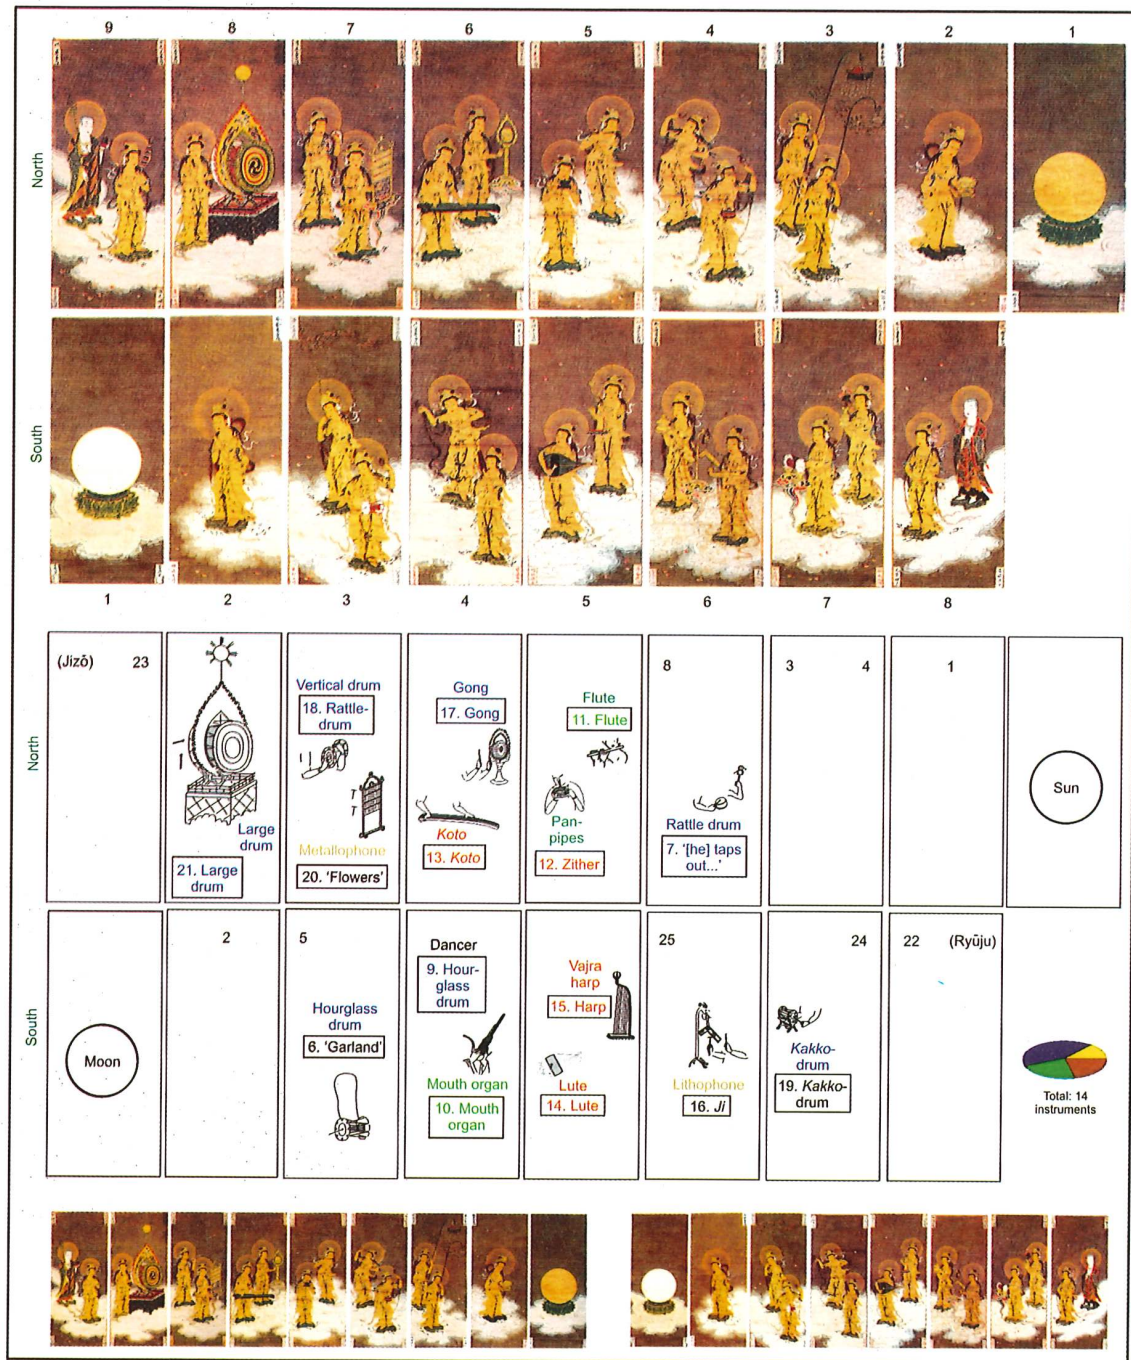 9 8 7 6 5 4 3 2 1
North
South
1 2 3 4 5 6 7 8
North
(Jizō) 23
Large
drum
21. Large
drum
Vertical drum
18. Rattle-
drum
Metallophone
20. 'Flowers'
Gong
17. Gong
Koto
13. Koto
Flute
11. Flute
Pan-
pipes
12. Zither
8
Rattle drum
7. '[he] taps
out...'
3 4
1
Sun
South
Moon
2
5
Hourglass
drum
6. 'Garland'
Dancer
9. Hour-
glass
drum
Mouth organ
10. Mouth
organ
Vajra
harp
15. Harp
Lute
14. Lute
25
Lithophone
16. Ji
24
Kakko-
drum
19. Kakko-
drum
22 (Ryūju)
Total: 14
instruments